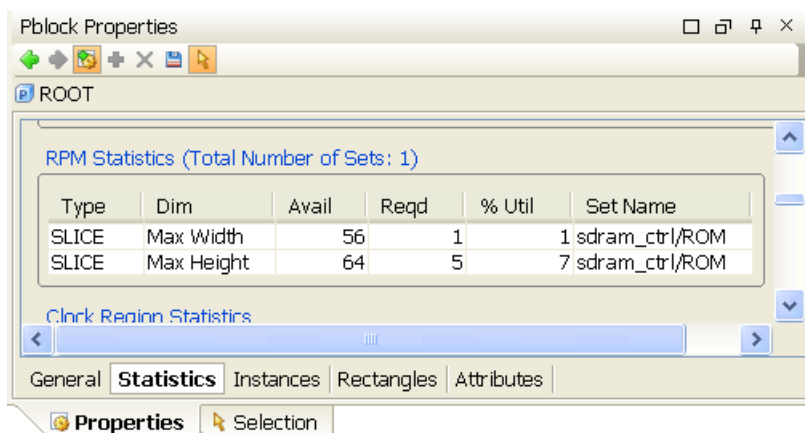 Pblock Properties
ROOT
RPM Statistics (Total Number of Sets: 1)
Type Dim Avail Reqd % Util Set Name
SLICE Max Width 56 1 1 sdram_ctrl/ROM
SLICE Max Height 64 5 7 sdram_ctrl/ROM
Clock Region Statistics
General Statistics Instances Rectangles Attributes
Properties Selection